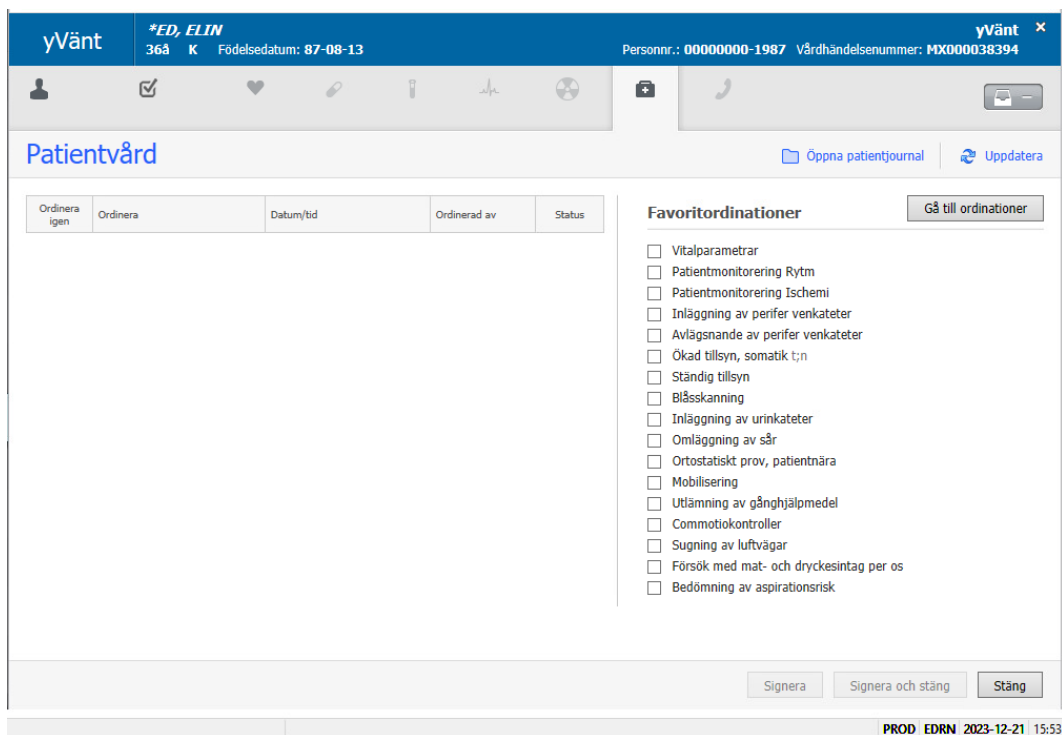 yVänt
*ED, ELIN
36å K Födelsedatum: 87-08-13
yVänt ×
Personnr.: 00000000-1987 Vårdhändelsenummer: MX000038394
Patientvård
Öppna patientjournal
Uppdatera
Ordinera igen
Ordinera
Datum/tid
Ordinerad av
Status
Favoritordinationer
Gå till ordinationer
Vitalparametrar
Patientmonitorering Rytm
Patientmonitorering Ischemi
Inläggning av perifer venkateter
Avlägsnande av perifer venkateter
Ökad tillsyn, somatik t;n
Ständig tillsyn
Blåsskanning
Inläggning av urinkateter
Omläggning av sår
Ortostatiskt prov, patientnära
Mobilisering
Utlämning av gånghjälpmedel
Commotiokontroller
Sugning av luftvägar
Försök med mat- och dryckesintag per os
Bedömning av aspirationsrisk
Signera
Signera och stäng
Stäng
PROD EDRN 2023-12-21 15:53